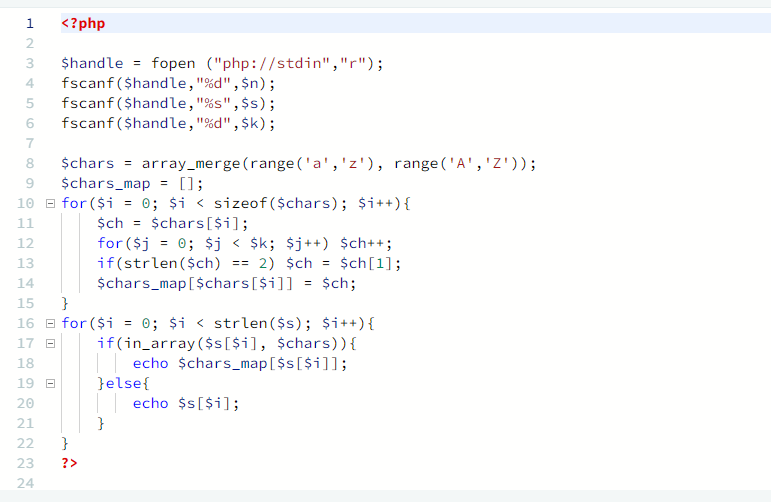 1 <?php
2
3 $handle = fopen ("php://stdin","r");
4 fscanf($handle,"%d",$n);
5 fscanf($handle,"%s",$s);
6 fscanf($handle,"%d",$k);
7
8 $chars = array_merge(range('a','z'), range('A','Z'));
9 $chars_map = [];
10 for($i = 0; $i < sizeof($chars); $i++){
11     $ch = $chars[$i];
12     for($j = 0; $j < $k; $j++) $ch++;
13     if(strlen($ch) == 2) $ch = $ch[1];
14     $chars_map[$chars[$i]] = $ch;
15 }
16 for($i = 0; $i < strlen($s); $i++){
17     if(in_array($s[$i], $chars)){
18         echo $chars_map[$s[$i]];
19     }else{
20         echo $s[$i];
21     }
22 }
23 ?>
24